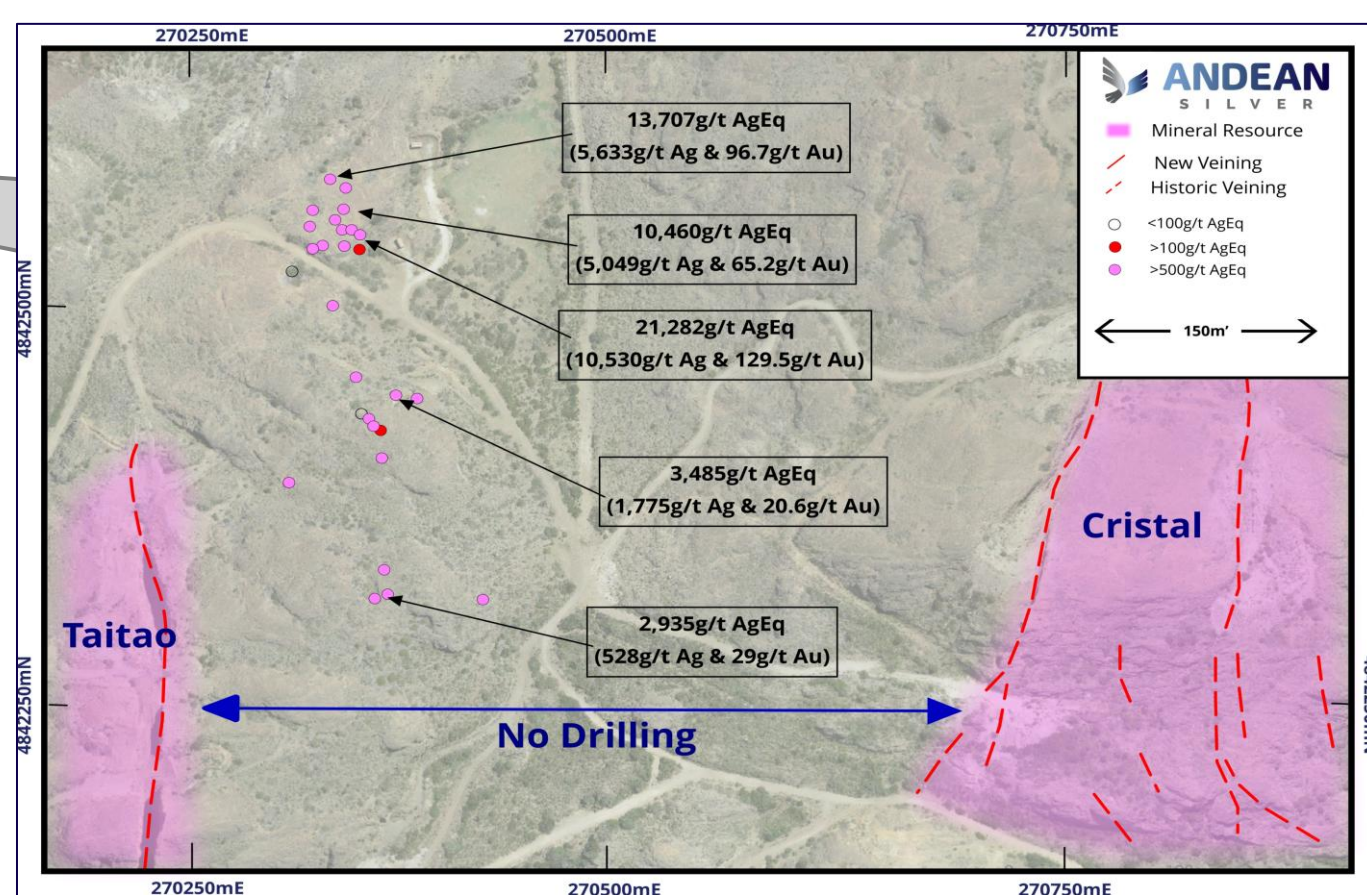 270250mE
270500mE
270750mE
ANDEAN
SILVER
Mineral Resource
New Veining
Historic Veining
<100g/t AgEq
>100g/t AgEq
>500g/t AgEq
150m’
13,707g/t AgEq
(5,633g/t Ag & 96.7g/t Au)
10,460g/t AgEq
(5,049g/t Ag & 65.2g/t Au)
4842500mN
21,282g/t AgEq
(10,530g/t Ag & 129.5g/t Au)
3,485g/t AgEq
(1,775g/t Ag & 20.6g/t Au)
Cristal
Taitao
2,935g/t AgEq
(528g/t Ag & 29g/t Au)
4842250mN
No Drilling
270250mE
270500mE
270750mE